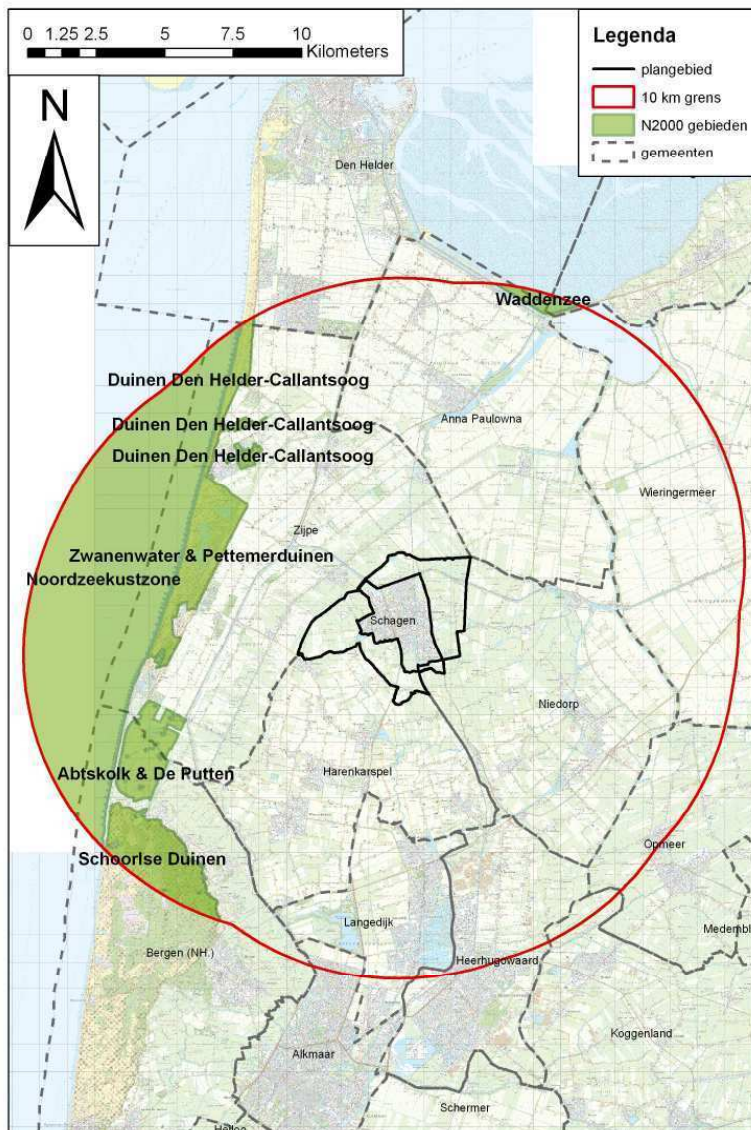 0 1.25 2.5 5 7.5 10
Kilometers
N
Legenda
plangebied
10 km grens
N2000 gebieden
gemeenten
Den Helder
Waddenzee
Duinen Den Helder-Callantsoog
Anna Paulowna
Duinen Den Helder-Callantsoog
Duinen Den Helder-Callantsoog
Wieringermeer
Zijpe
Zwanenwater & Pettemerduinen
Noordzeekustzone
Schagen
Niedorp
Harenkarspel
Abtskolk & De Putten
Opmeer
Schoorlse Duinen
Langedijk
Medembl
Bergen (NH.)
Heerhugowaard
Koggenland
Alkmaar
Schermer